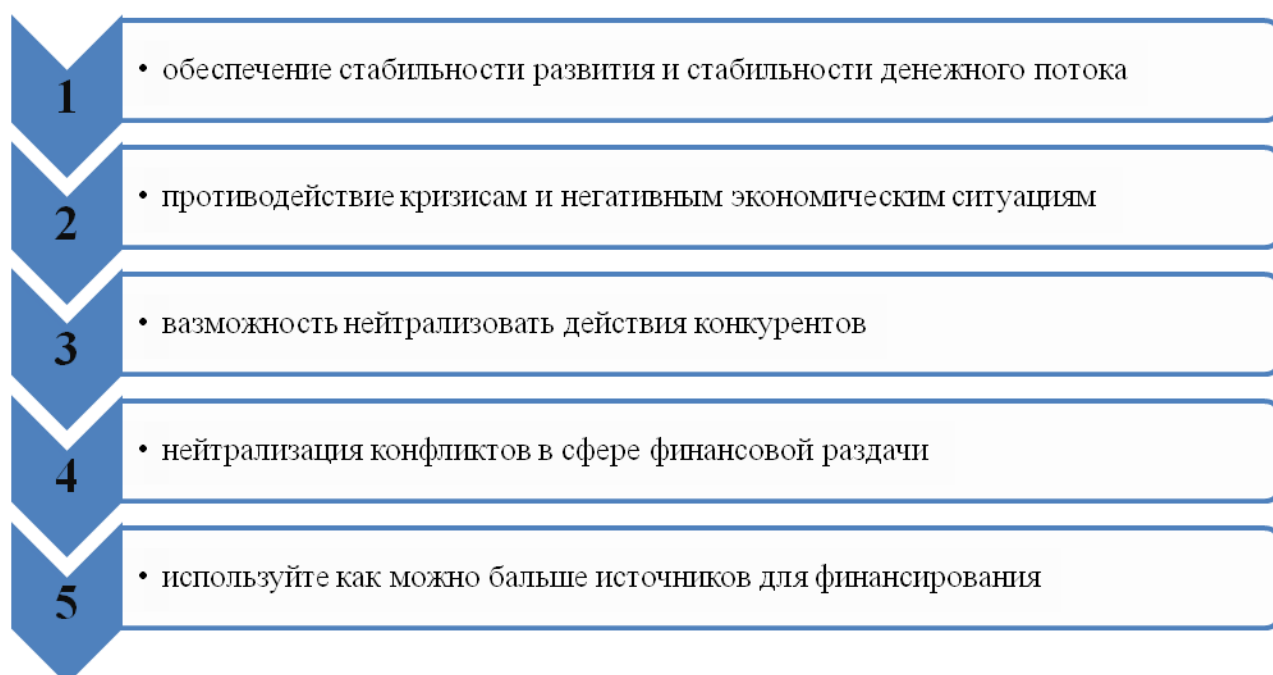 1
• обеспечение стабильности развития и стабильности денежного потока
2
• противодействие кризисам и негативным экономическим ситуациям
3
• вазможность нейтрализовать действия конкурентов
4
• нейтрализация конфликтов в сфере финансовой раздачи
5
• используйте как можно бальше источников для финансирования